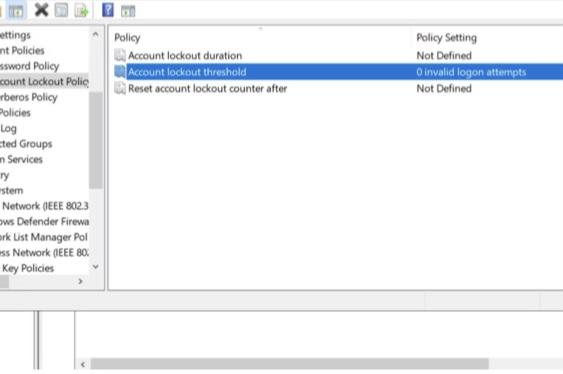 ettings
nt Policies
ssword Policy
count Lockout Polic
rberos Policy
Policies
Log
cted Groups
n Services
ry
stem
Network (IEEE 802.3
ows Defender Firewa
ork List Manager Pol
ess Network (IEEE 80:
Key Policies
Policy Policy Setting
Account lockout duration Not Defined
Account lockout threshold 0 invalid logon attempts
Reset account lockout counter after Not Defined